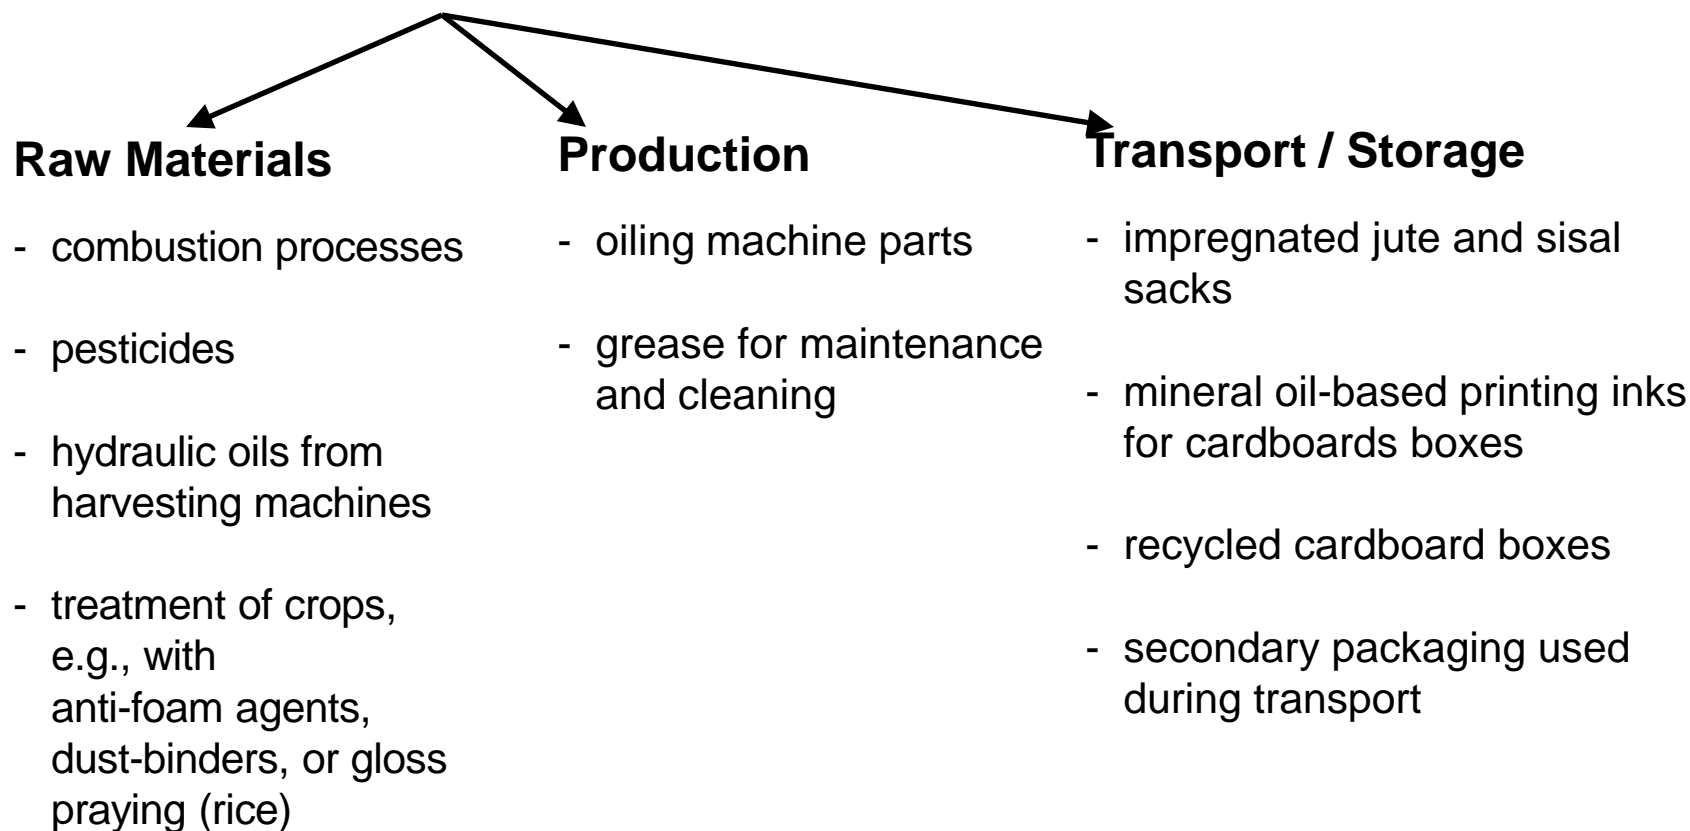 Raw Materials
- combustion processes
- pesticides
- hydraulic oils from
harvesting machines
- treatment of crops,
e.g., with
anti-foam agents,
dust-binders, or gloss
praying (rice)
Production
- oiling machine parts
- grease for maintenance
and cleaning
Transport / Storage
- impregnated jute and sisal
sacks
- mineral oil-based printing inks
for cardboards boxes
- recycled cardboard boxes
- secondary packaging used
during transport